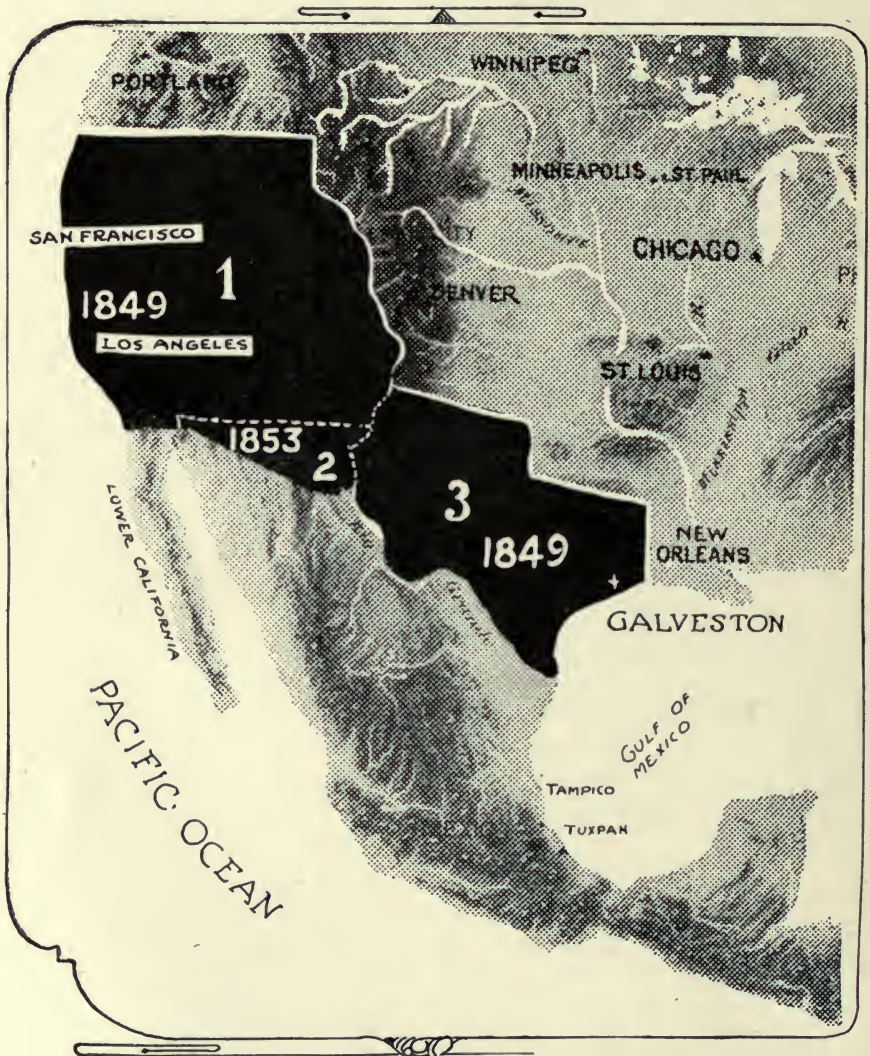 PORTLAND
WINNIPEG
MINNEAPOLIS
ST. PAUL
CITY
SAN FRANCISCO
CHICAGO
1
1849
DENVER
LOS ANGELES
ST. LOUIS
R.
1853
2
3
1849
NEW
ORLEANS
LOWER CALIFORNIA
GALVESTON
PACIFIC OCEAN
GULF OF
MEXICO
TAMPICO
TUXPAN